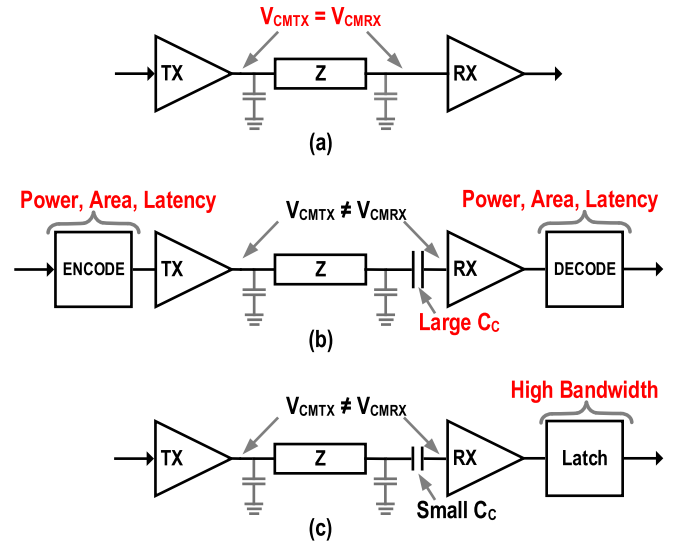 VCMTX = VCMRX
TX
Z
RX
(a)
Power, Area, Latency
Power, Area, Latency
VCMTX ≠ VCMRX
ENCODE
TX
Z
RX
DECODE
Large CC
(b)
High Bandwidth
VCMTX ≠ VCMRX
TX
Z
RX
Latch
Small CC
(c)